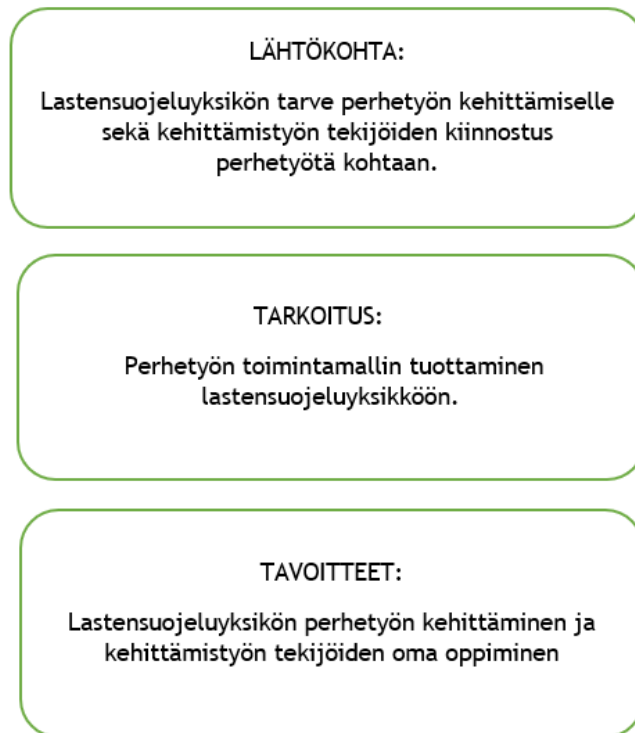 LÄHTÖKOHTA:
Lastensuojeluyksikön tarve perhetyön kehittämiselle
sekä kehittämistyön tekijöiden kiinnostus
perhetyötä kohtaan.
TARKOITUS:
Perhetyön toimintamallin tuottaminen
lastensuojeluyksikköön.
TAVOITTEET:
Lastensuojeluyksikön perhetyön kehittäminen ja
kehittämistyön tekijöiden oma oppiminen